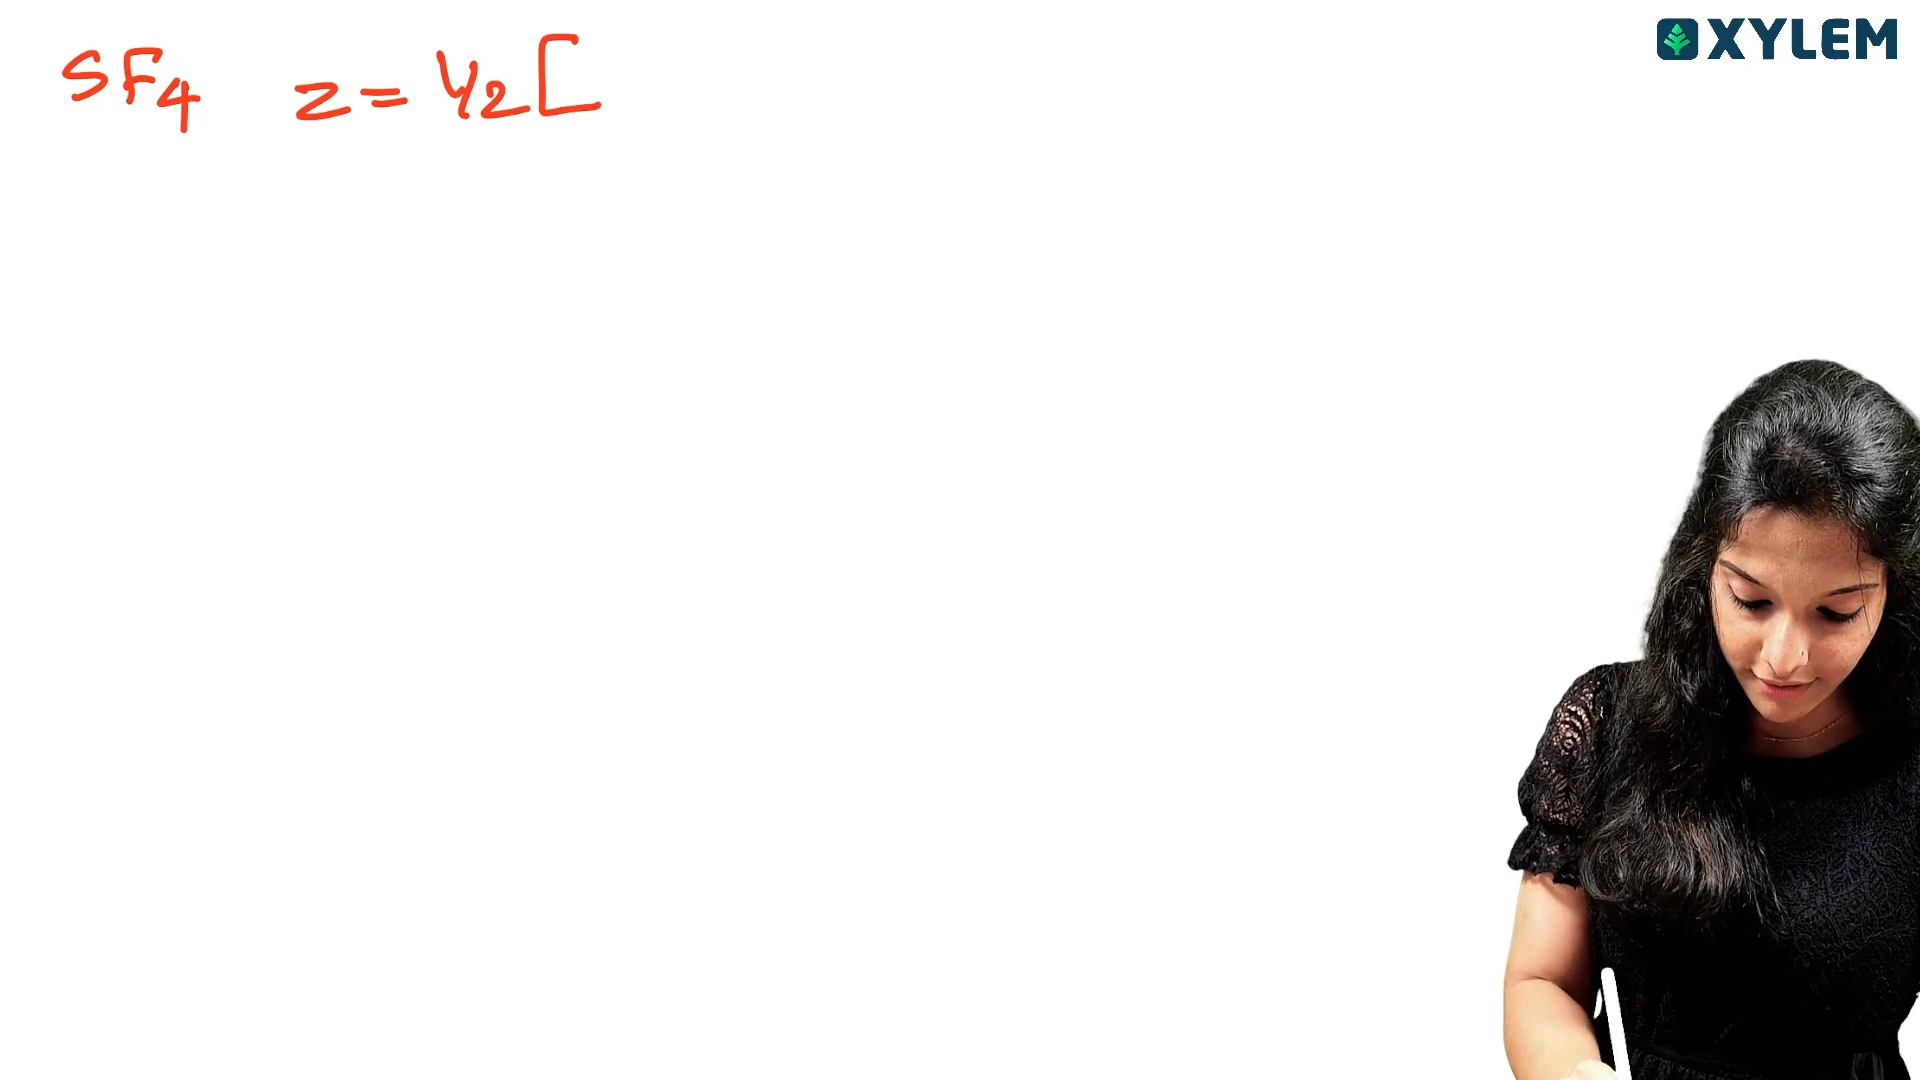 XYLEM
SF₄ z = 1/2 [